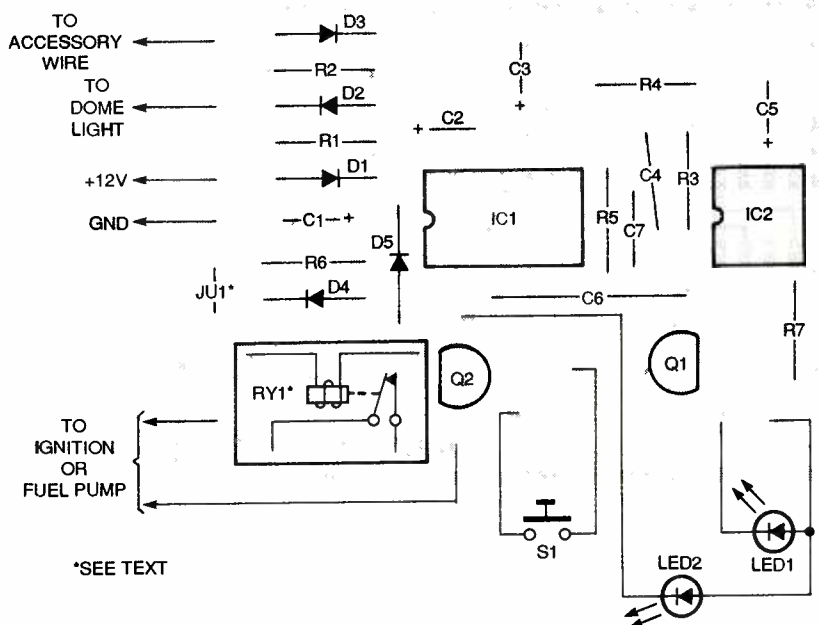 TO
ACCESSORY
WIRE
D3
R2
C3
R4
TO
DOME
LIGHT
D2
C5
+
+ C2
+
R1
+12V
D1
C4
R3
GND
C1 +
D5
IC1
R5
C7
IC2
R6
JU1*
D4
C6
R7
RY1*
Q2
Q1
TO
IGNITION
OR
FUEL PUMP
S1
*SEE TEXT
LED2
LED1